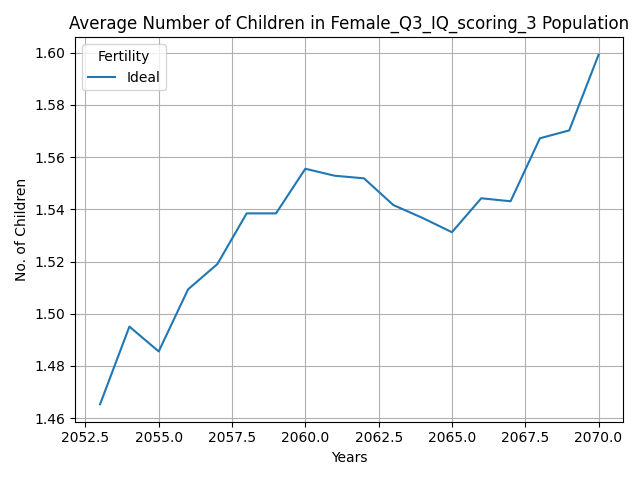 Average Number of Children in Female_Q3_IQ_scoring_3 Population
Fertility
Ideal
No. of Children
1.60
1.58
1.56
1.54
1.52
1.50
1.48
1.46
2052.5 2055.0 2057.5 2060.0 2062.5 2065.0 2067.5 2070.0
Years